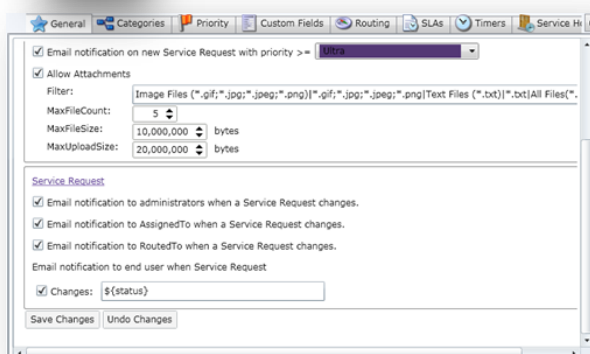 General Categories Priority Custom Fields Routing SLAs Timers Service H
Email notification on new Service Request with priority >= Ultra
Allow Attachments
Filter: Image Files (*.gif;*.jpg;*.jpeg;*.png)|*.gif;*.jpg;*.jpeg;*.png|Text Files (*.txt)|*.txt|All Files(*.
MaxFileCount: 5
MaxFileSize: 10,000,000 bytes
MaxUploadSize: 20,000,000 bytes
Service Request
Email notification to administrators when a Service Request changes.
Email notification to AssignedTo when a Service Request changes.
Email notification to RoutedTo when a Service Request changes.
Email notification to end user when Service Request
Changes: ${status}
Save Changes Undo Changes